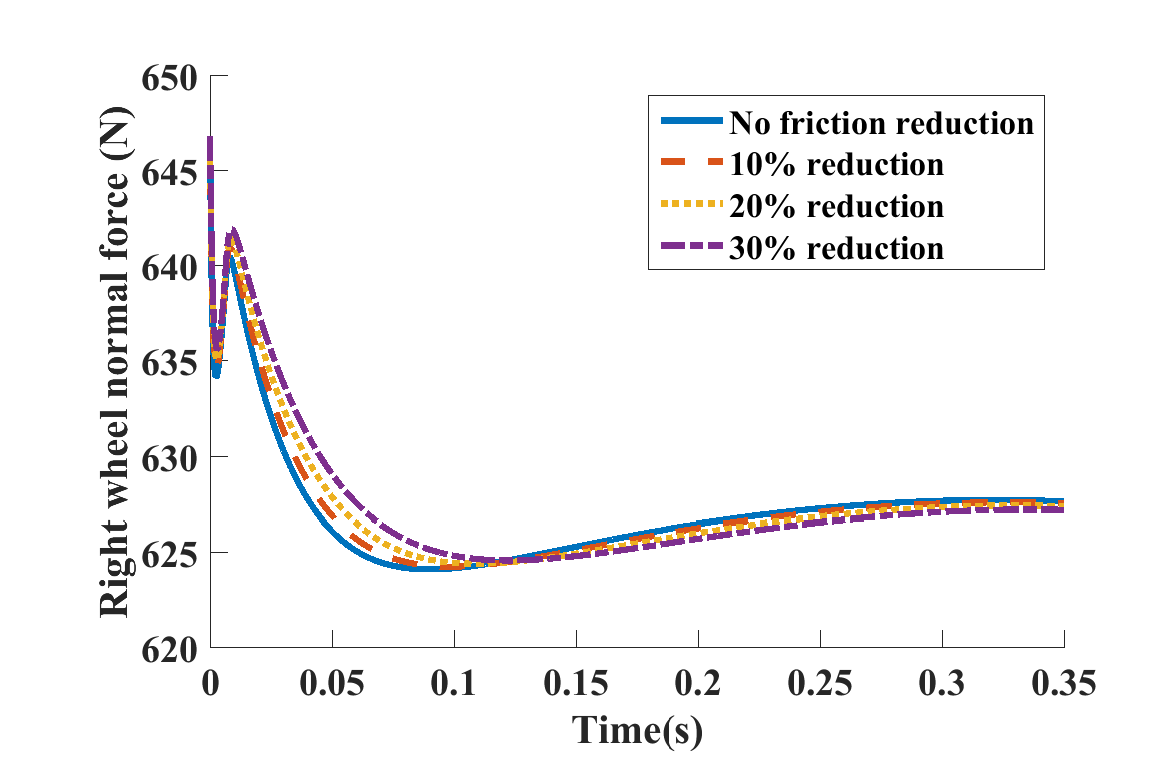 650
645
640
635
630
625
620
Right wheel normal force (N)
No friction reduction
10% reduction
20% reduction
30% reduction
0 0.05 0.1 0.15 0.2 0.25 0.3 0.35
Time(s)